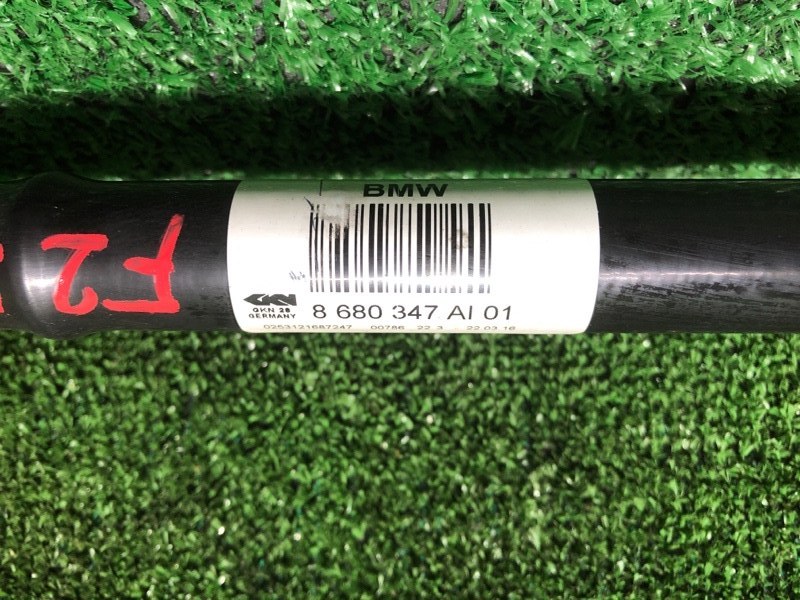 BMW
GKN
GKN 28
GERMANY
8 680 347 AI 01
0253121687247 00786 22 3 22.03.16
F2